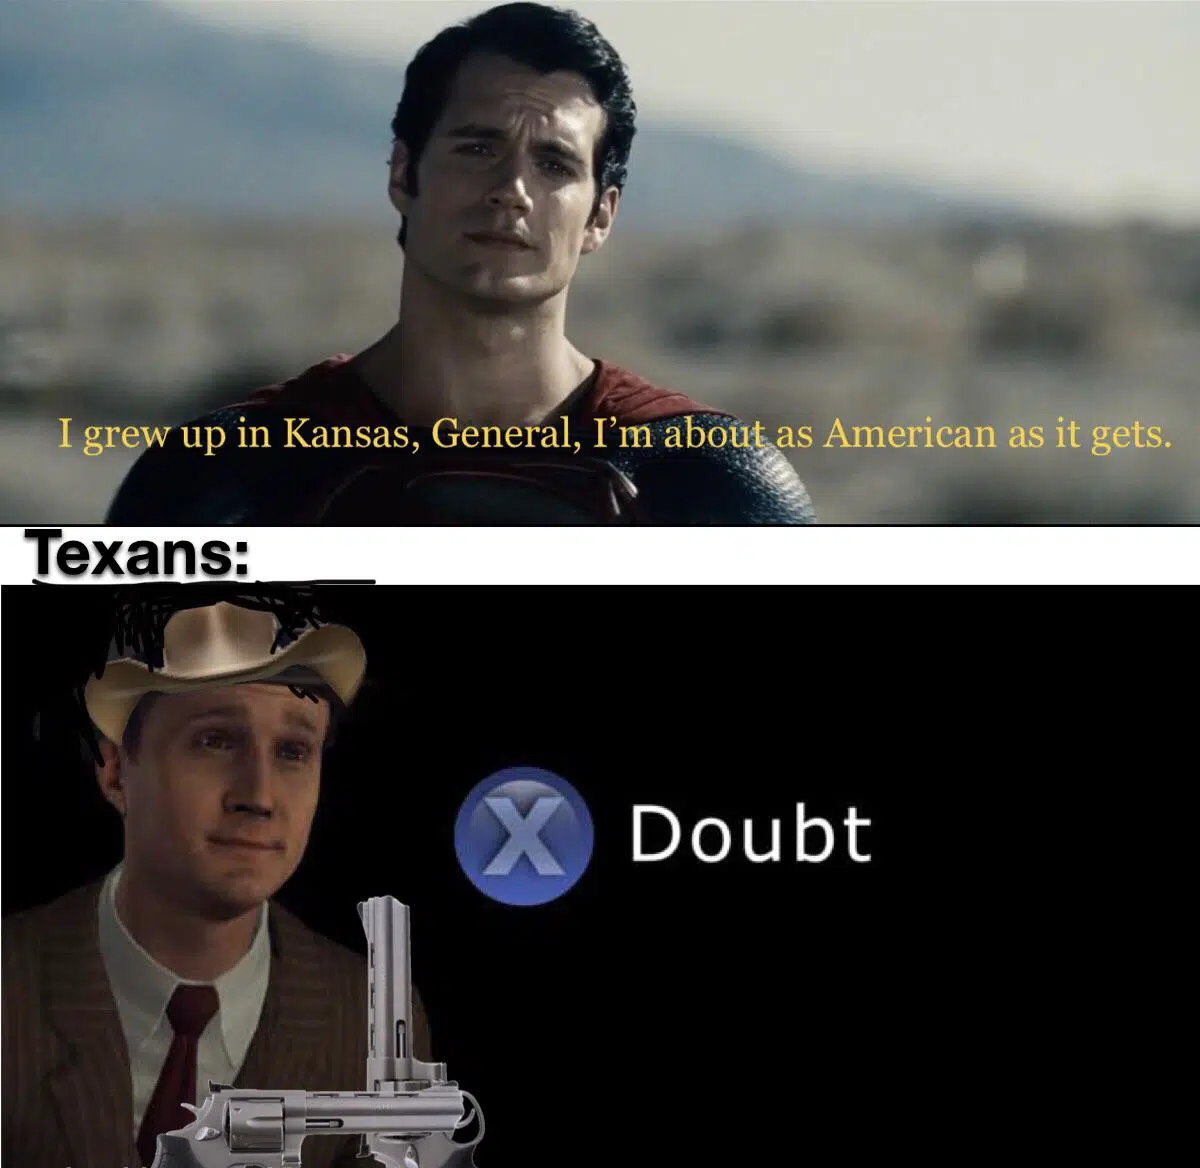 I grew up in Kansas, General, I'm about as American as it gets.
Texans:
X Doubt